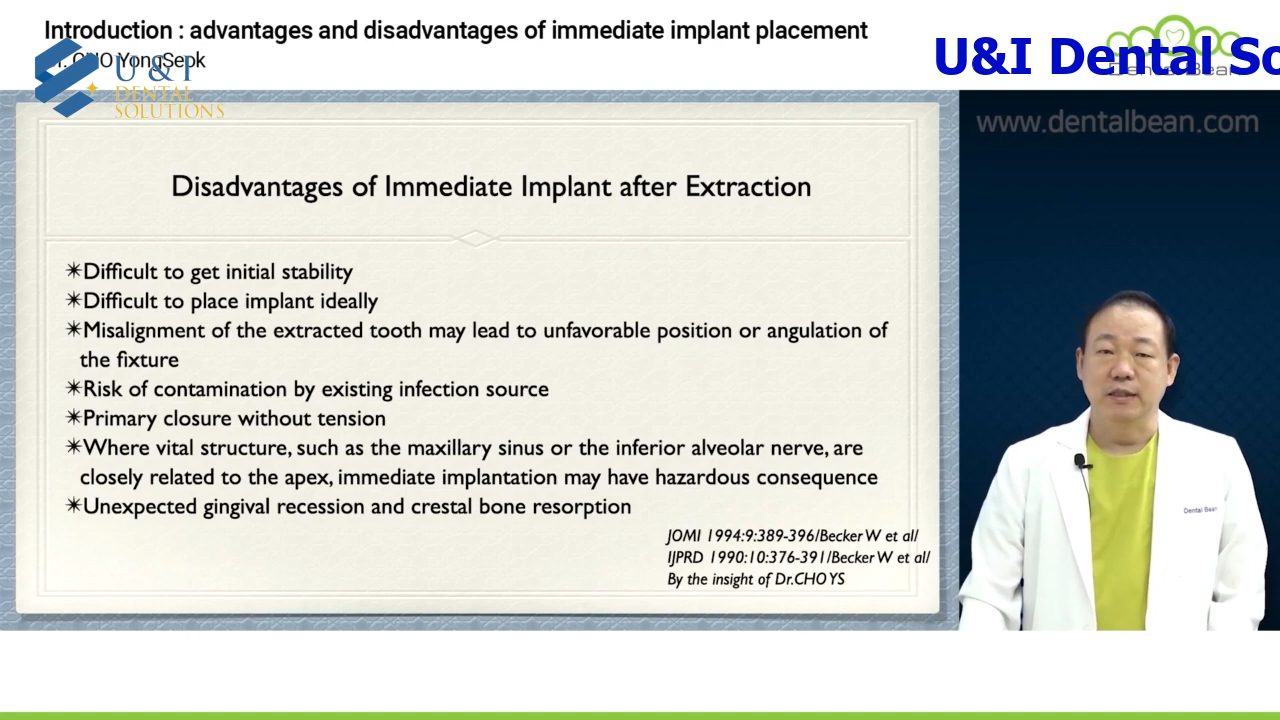 Introduction : advantages and disadvantages of immediate implant placement
U&I Dental So
U & I
DENTAL
SOLUTIONS
www.dentalbean.com
Disadvantages of Immediate Implant after Extraction
✴Difficult to get initial stability
✴Difficult to place implant ideally
✴Misalignment of the extracted tooth may lead to unfavorable position or angulation of
the fixture
✴Risk of contamination by existing infection source
✴Primary closure without tension
✴Where vital structure, such as the maxillary sinus or the inferior alveolar nerve, are
closely related to the apex, immediate implantation may have hazardous consequence
✴Unexpected gingival recession and crestal bone resorption
JOMI 1994:9:389-396/Becker W et all
IJPRD 1990:10:376-391/Becker W et all
By the insight of Dr.CHO YS
Dental Bean